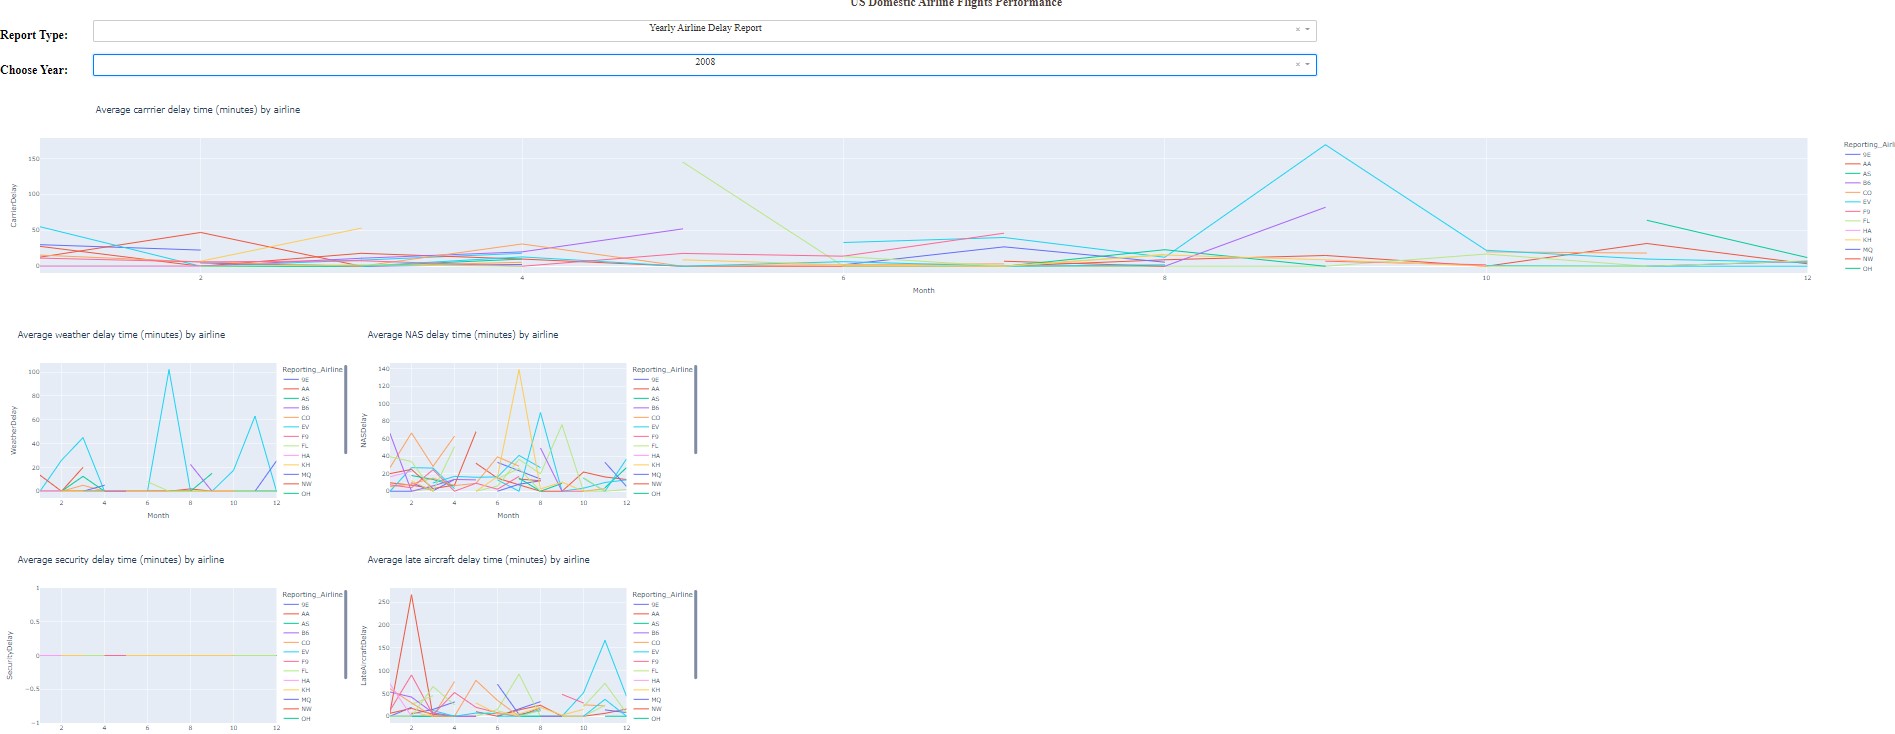 US Domestic Airline Flights Performance
Report Type:
Yearly Airline Delay Report
× 
Choose Year:
2008
× 
Average carrrier delay time (minutes) by airline
CarrierDelay
150
100
50
0
2
4
6
8
10
12
Month
Reporting_Airli
9E
AA
AS
B6
CO
EV
F9
FL
HA
KH
MQ
NW
OH
Average weather delay time (minutes) by airline
WeatherDelay
100
80
60
40
20
0
2
4
6
8
10
12
Month
Reporting_Airline
9E
AA
AS
B6
CO
EV
F9
FL
HA
KH
MQ
NW
OH
Average NAS delay time (minutes) by airline
NASDelay
140
120
100
80
60
40
20
0
2
4
6
8
10
12
Month
Reporting_Airline
9E
AA
AS
B6
CO
EV
F9
FL
HA
KH
MQ
NW
OH
Average security delay time (minutes) by airline
SecurityDelay
1
0.5
0
−0.5
−1
2
4
6
8
10
12
Reporting_Airline
9E
AA
AS
B6
CO
EV
F9
FL
HA
KH
MQ
NW
OH
Average late aircraft delay time (minutes) by airline
LateAircraftDelay
250
200
150
100
50
0
2
4
6
8
10
12
Reporting_Airline
9E
AA
AS
B6
CO
EV
F9
FL
HA
KH
MQ
NW
OH